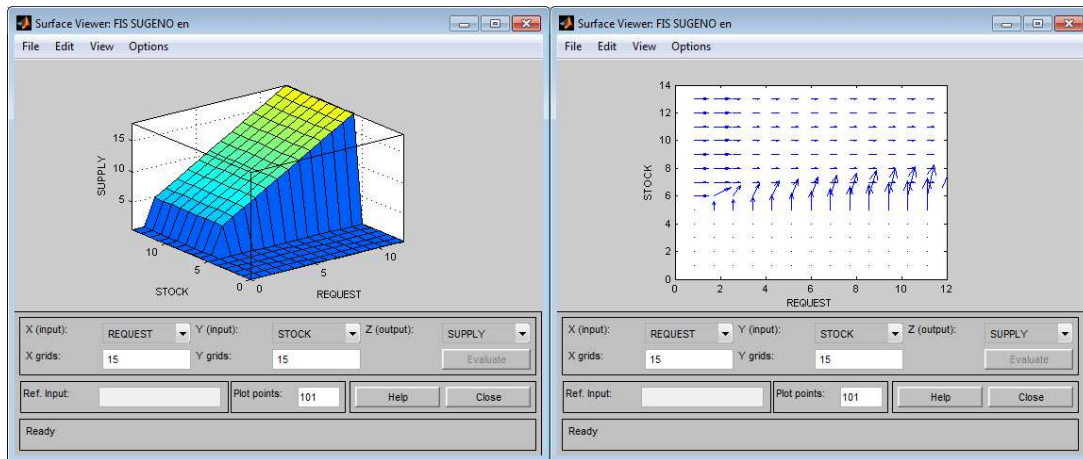 Surface Viewer: FIS SUGENO en
File Edit View Options
15
10
5
SUPPLY
10
5
0
STOCK
0
5
10
REQUEST
X (input): REQUEST Y (input): STOCK Z (output): SUPPLY
X grids: 15 Y grids: 15 Evaluate
Ref. Input: Plot points: 101 Help Close
Ready
Surface Viewer: FIS SUGENO en
File Edit View Options
14
12
10
8
6
4
2
0
STOCK
0 2 4 6 8 10 12
REQUEST
X (input): REQUEST Y (input): STOCK Z (output): SUPPLY
X grids: 15 Y grids: 15 Evaluate
Ref. Input: Plot points: 101 Help Close
Ready